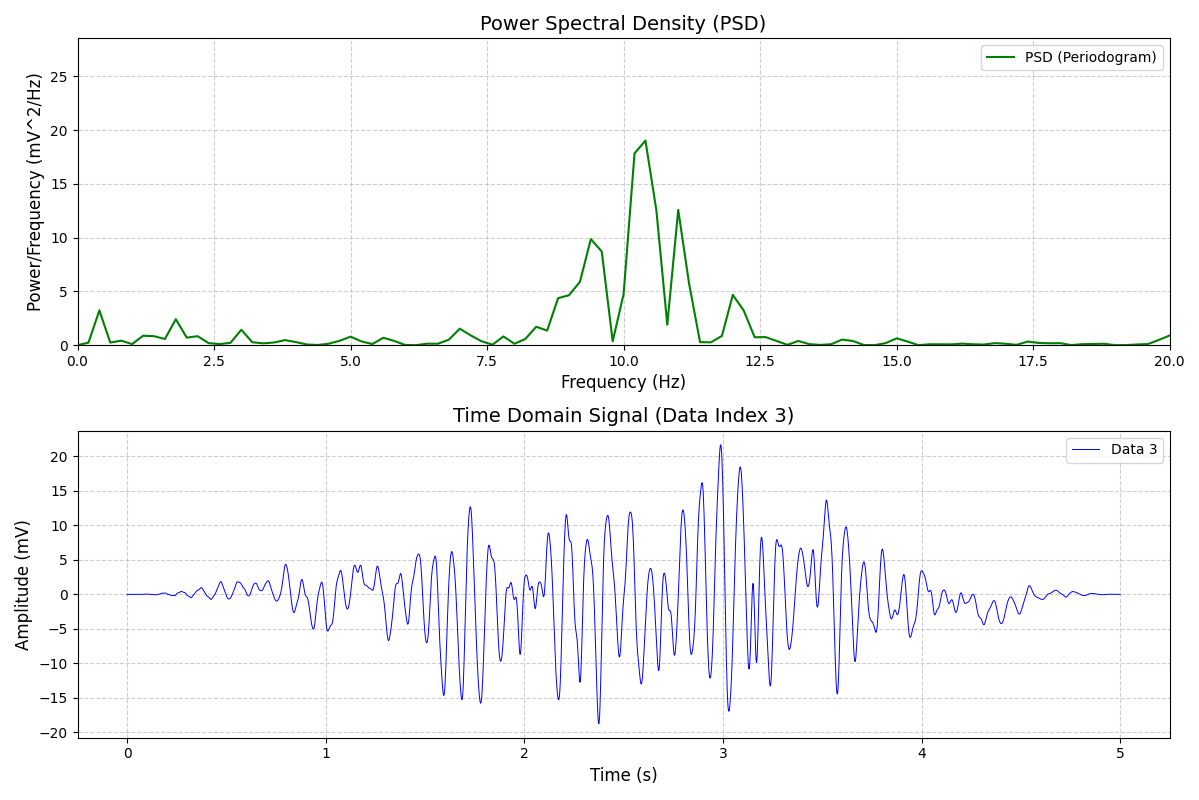 Power Spectral Density (PSD)
Power/Frequency (mV^2/Hz)
25
20
15
10
5
0
PSD (Periodogram)
0.0 2.5 5.0 7.5 10.0 12.5 15.0 17.5 20.0
Frequency (Hz)
Time Domain Signal (Data Index 3)
Amplitude (mV)
20
15
10
5
0
−5
−10
−15
−20
Data 3
0 1 2 3 4 5
Time (s)